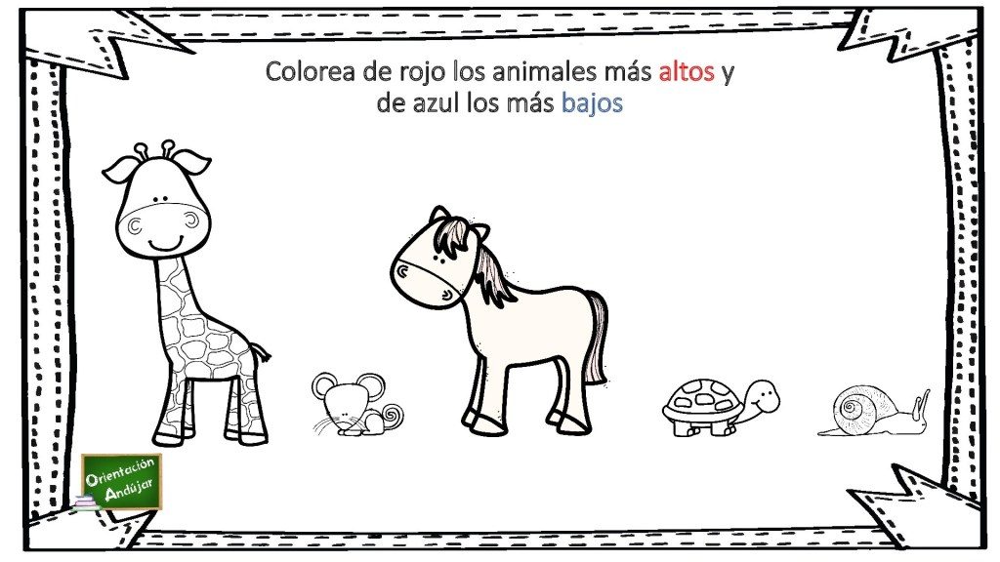 Colorea de rojo los animales más altos y
de azul los más bajos
Orientación
Andújar